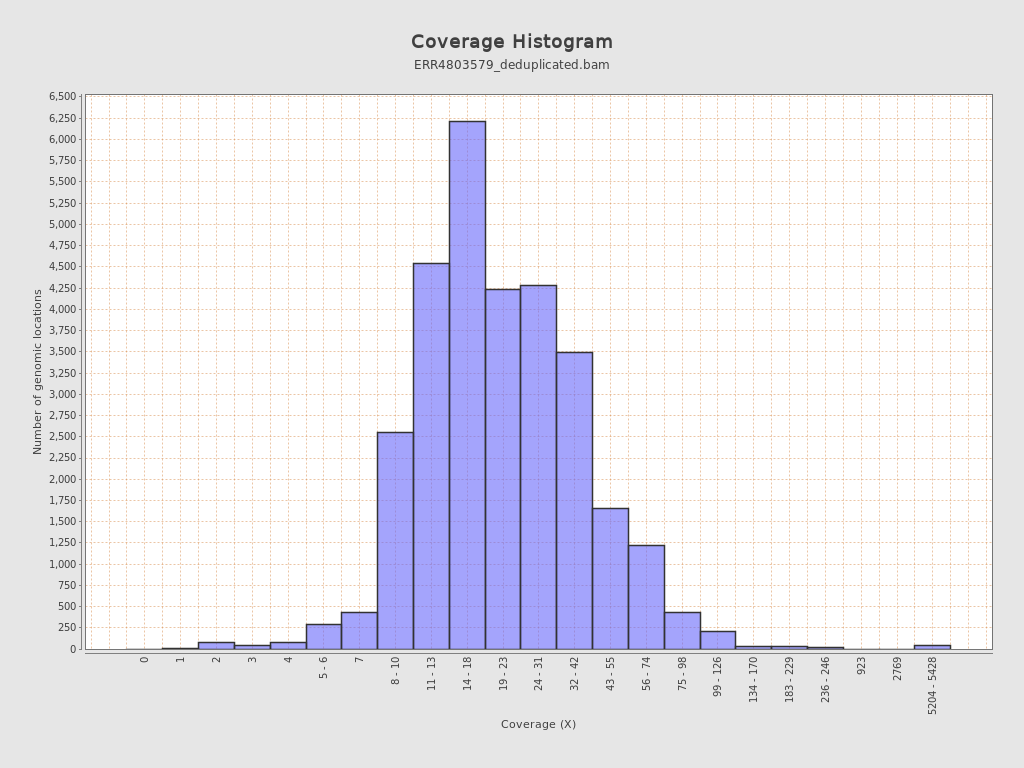 Coverage Histogram
ERR4803579_deduplicated.bam
6,500
6,250
6,000
5,750
5,500
5,250
5,000
4,750
4,500
4,250
4,000
3,750
3,500
3,250
3,000
2,750
2,500
2,250
2,000
1,750
1,500
1,250
1,000
750
500
250
0
Number of genomic locations
0
1
2
3
4
5 - 6
7
8 - 10
11 - 13
14 - 18
19 - 23
24 - 31
32 - 42
43 - 55
56 - 74
75 - 98
99 - 126
134 - 170
183 - 229
236 - 246
923
2769
5204 - 5428
Coverage (X)